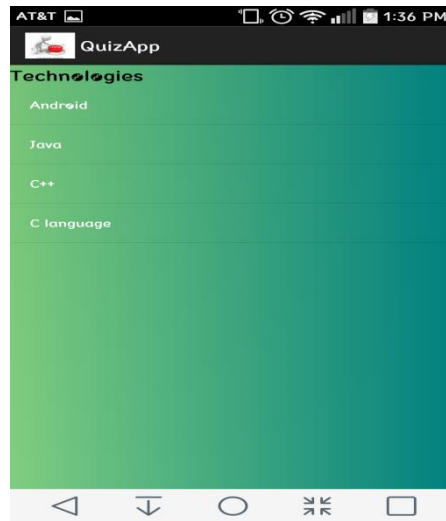 AT&T 1:36 PM
QuizApp
Technologies
Android
Java
C++
C language